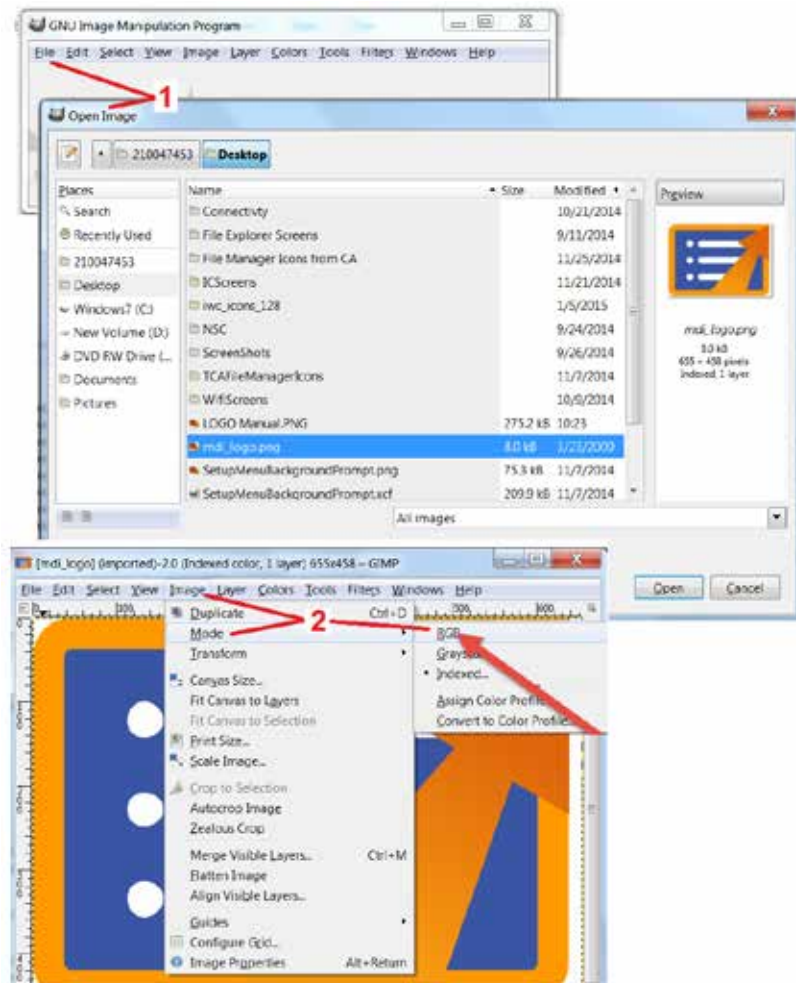 GNU Image Manipulation Program
File Edit Select View Image Layer Colors Tools Filters Windows Help
1
Open Image
210047453 Desktop
Places
Search
Recently Used
210047453
Desktop
Windows7 (C:)
New Volume (D:)
DVD RW Drive (...
Documents
Pictures
Name Size Modified
Connectivty 10/21/2014
File Explorer Screens 9/11/2014
File Manager Icons from CA 11/25/2014
ICScreens 11/21/2014
iwc_icons_128 1/5/2015
NSC 9/24/2014
ScreenShots 9/26/2014
TCAFileManagerIcons 11/7/2014
WifiScreens 10/9/2014
LOGO Manual.PNG 275.2 kB 10:23
mdi_logo.png 8.0 kB 1/23/2009
SetupMenuBackgroundPrompt.png 75.3 kB 11/7/2014
SetupMenuBackgroundPrompt.xcf 209.9 kB 11/7/2014
Preview
mdi_logo.png
8.0 kB
655 × 458 pixels
Indexed, 1 layer
All images
Open Cancel
[mdi_logo] (imported)-2.0 (Indexed color, 1 layer) 655x458 – GIMP
File Edit Select View Image Layer Colors Tools Filters Windows Help
2
Duplicate Ctrl+D
Mode
Transform
Canvas Size...
Fit Canvas to Layers
Fit Canvas to Selection
Print Size...
Scale Image...
Crop to Selection
Autocrop Image
Zealous Crop
Merge Visible Layers... Ctrl+M
Flatten Image
Align Visible Layers...
Guides
Configure Grid...
Image Properties Alt+Return
RGB
Indexed...
Assign Color
Convert to Color Profile